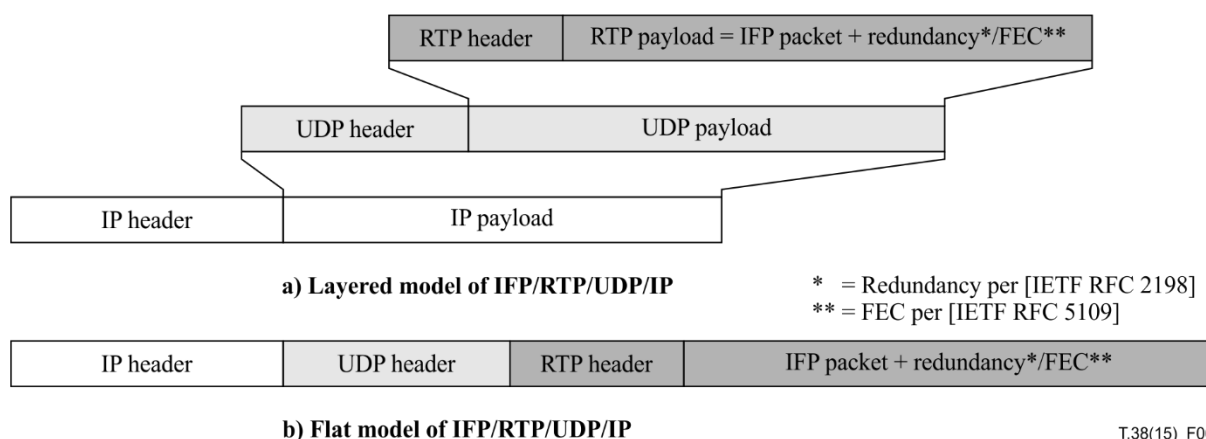 RTP header RTP payload = IFP packet + redundancy*/FEC**
UDP header UDP payload
IP header IP payload
a) Layered model of IFP/RTP/UDP/IP
* = Redundancy per [IETF RFC 2198]
** = FEC per [IETF RFC 5109]
IP header UDP header RTP header IFP packet + redundancy*/FEC**
b) Flat model of IFP/RTP/UDP/IP
T.38(15)